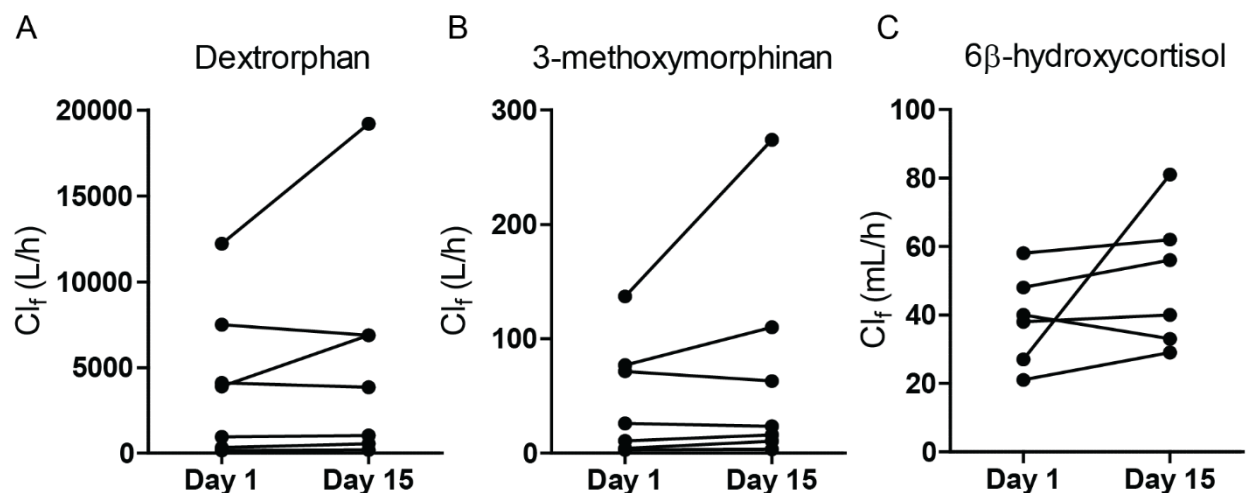 A
Dextrorphan
Cl_f (L/h)
20000
15000
10000
5000
0
Day 1 Day 15
B
3-methoxymorphinan
Cl_f (L/h)
300
200
100
0
Day 1 Day 15
C
6β-hydroxycortisol
Cl_f (mL/h)
100
80
60
40
20
0
Day 1 Day 15